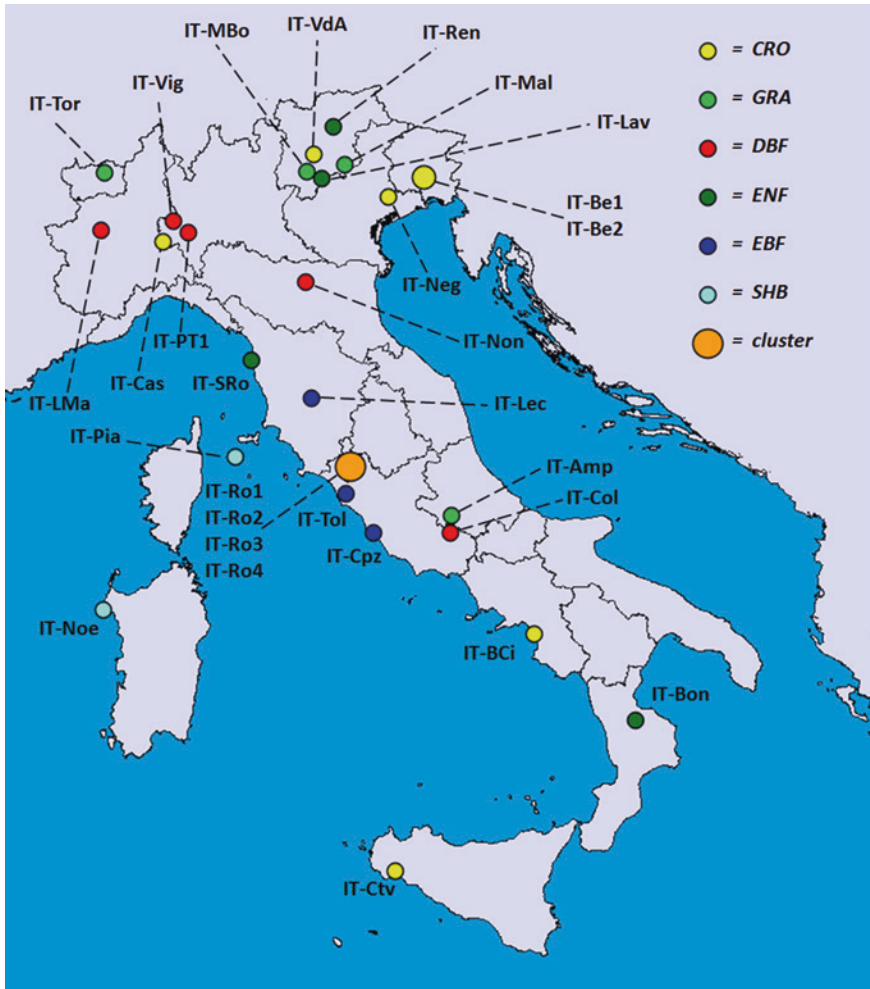 IT-VdA
IT-MBo
IT-Ren
= CRO
IT-Vig
IT-Mal
= GRA
IT-Tor
IT-Lav
= DBF
= ENF
IT-Be1
IT-Be2
= EBF
IT-Neg
= SHB
IT-PT1
IT-Non
= cluster
IT-Cas
IT-SRo
IT-LMa
IT-Lec
IT-Pia
IT-Amp
IT-Ro1
IT-Col
IT-Ro2
IT-Tol
IT-Ro3
IT-Cpz
IT-Ro4
IT-Noe
IT-BCi
IT-Bon
IT-Ctv